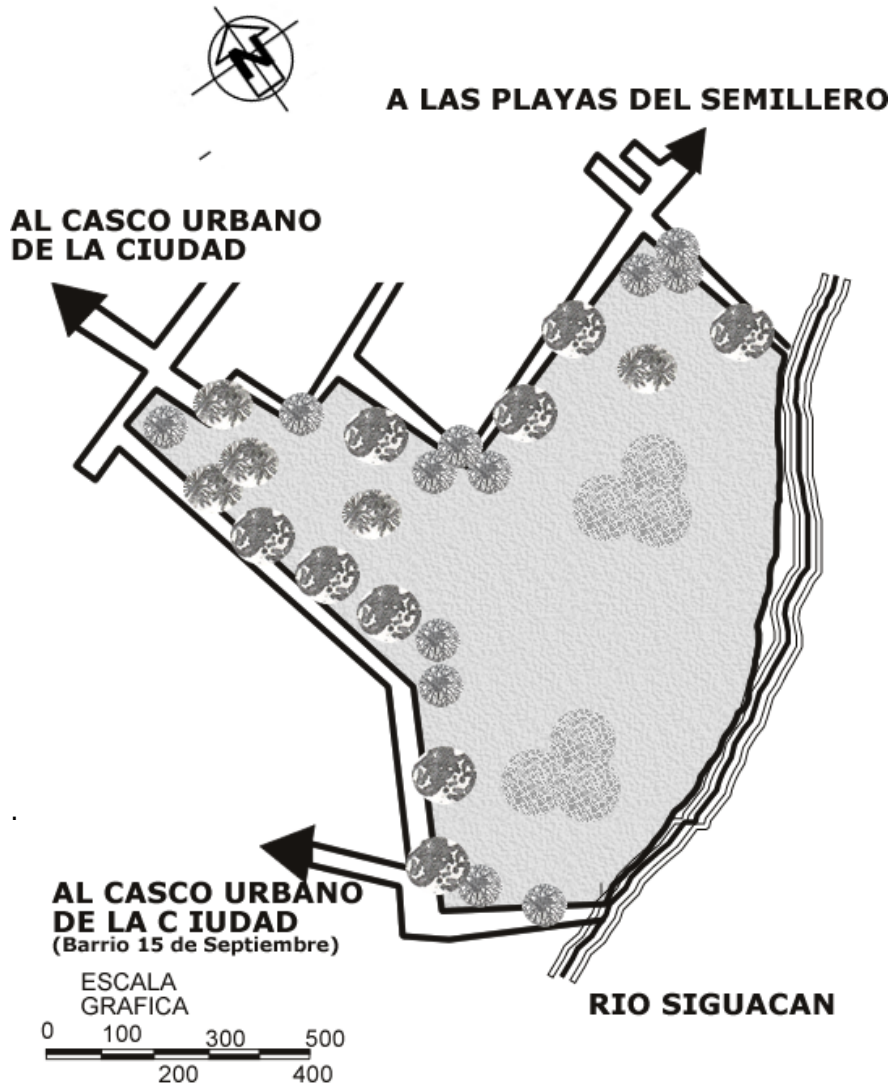 N
A LAS PLAYAS DEL SEMILLERO
AL CASCO URBANO
DE LA CIUDAD
AL CASCO URBANO
DE LA C IUDAD
(Barrio 15 de Septiembre)
RIO SIGUACAN
ESCALA
GRAFICA
0 100 300 500
200 400